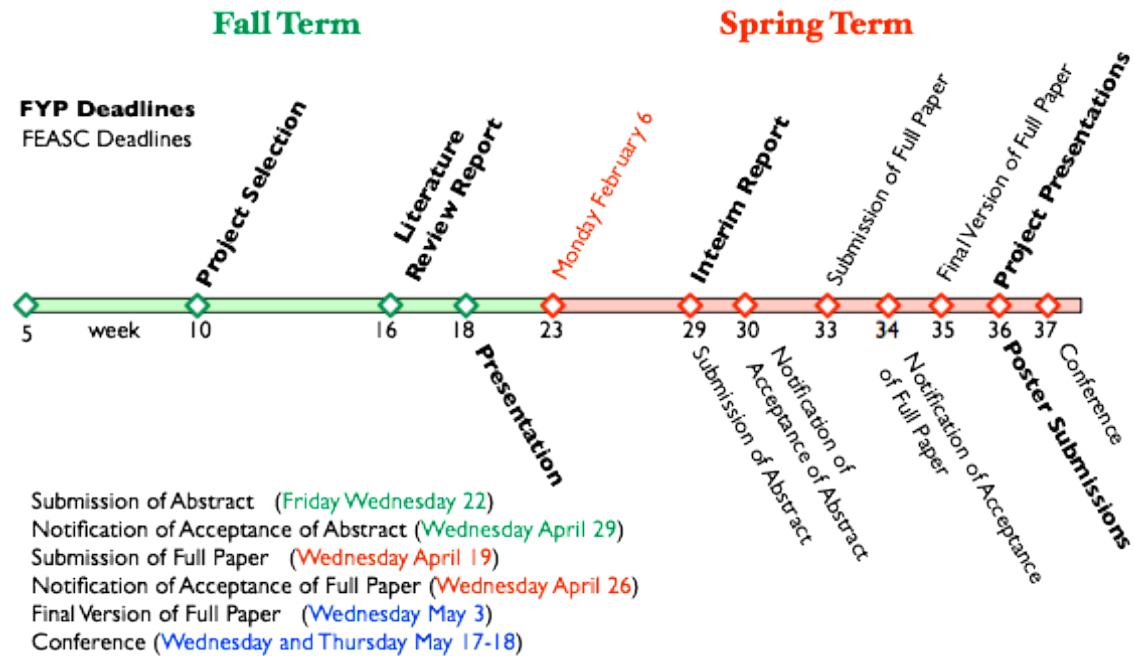 Fall Term
Spring Term
FYP Deadlines
FEASC Deadlines
Project Selection
Literature
Review Report
Monday February 6
Interim Report
Submission of Full Paper
Final Version of Full Paper
Project Presentations
5 week 10 16 18 23 29 30 33 34 35 36 37
Presentation
Submission of Abstract
Notification of
Acceptance of Abstract
Notification of Acceptance
of Full Paper
Poster Submissions
Conference
Submission of Abstract (Friday Wednesday 22)
Notification of Acceptance of Abstract (Wednesday April 29)
Submission of Full Paper (Wednesday April 19)
Notification of Acceptance of Full Paper (Wednesday April 26)
Final Version of Full Paper (Wednesday May 3)
Conference (Wednesday and Thursday May 17-18)